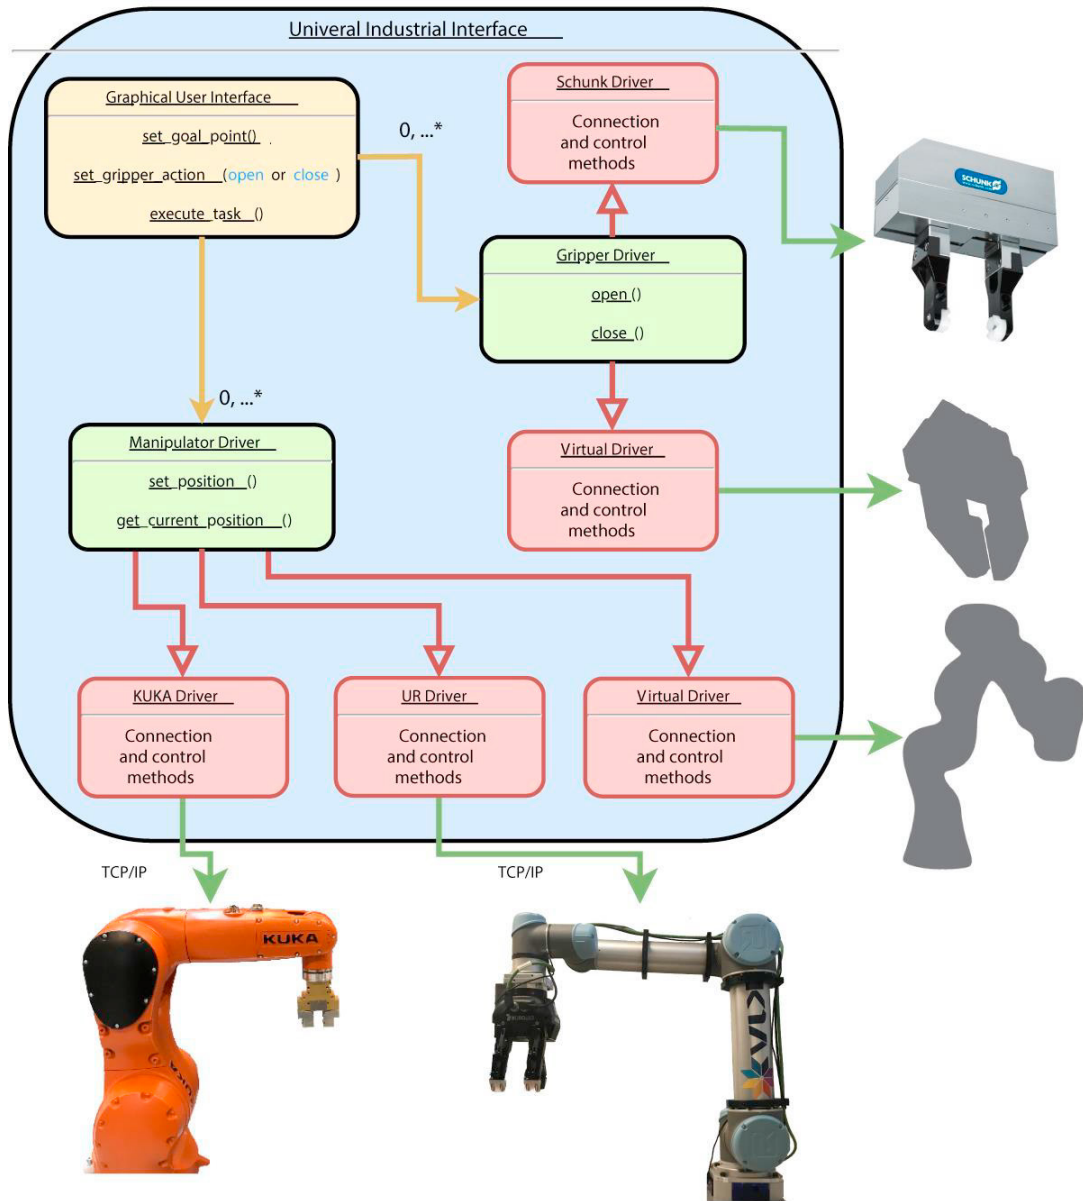 Univeral Industrial Interface
Graphical User Interface
set_goal_point()
set_gripper_action (open or close )
execute_task ()
0, ...*
Schunk Driver
Connection
and control
methods
SCHUNK
Gripper Driver
open ()
close ()
0, ...*
Manipulator Driver
set_position ()
get_current_position ()
Virtual Driver
Connection
and control
methods
KUKA Driver
Connection
and control
methods
UR Driver
Connection
and control
methods
Virtual Driver
Connection
and control
methods
TCP/IP
TCP/IP
KUKA
KUKA